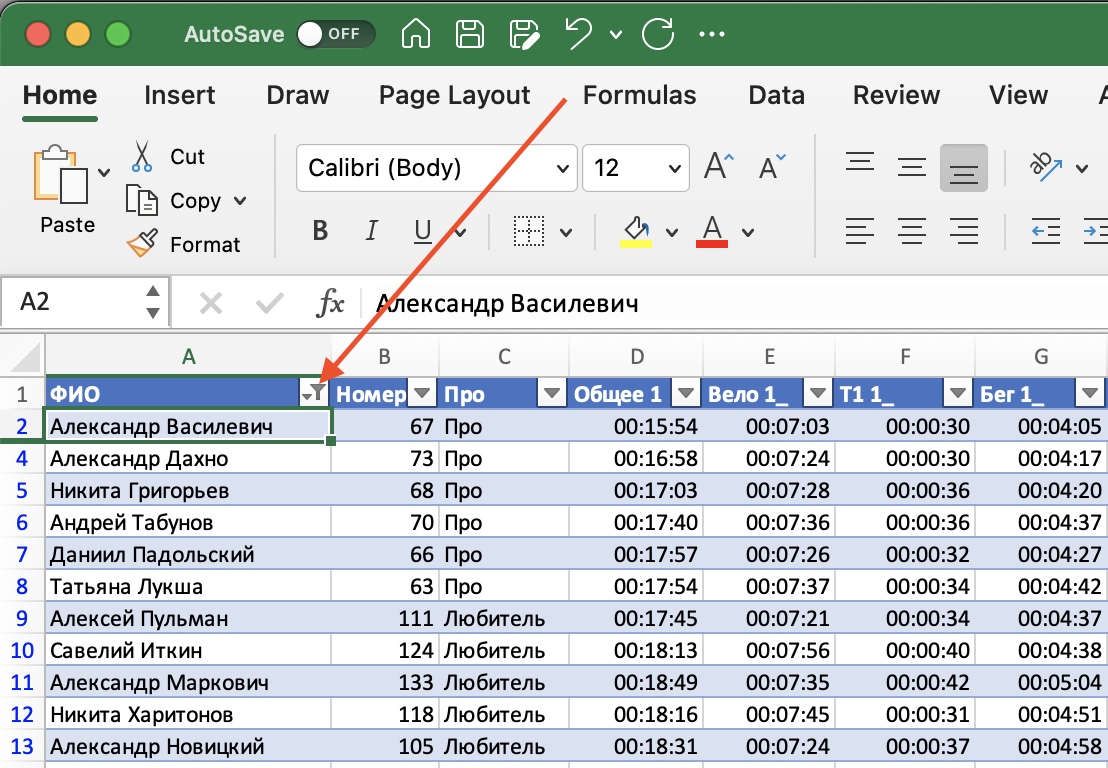 AutoSave OFF
Home Insert Draw Page Layout Formulas Data Review View
Paste
Cut
Copy
Format
Calibri (Body) 12 A A
B I U A ab
A2 fx Александр Василевич
A B C D E F G
1 ФИО Номер Про Общее 1 Вело 1_ Т1 1_ Бег 1_
2 Александр Василевич 67 Про 00:15:54 00:07:03 00:00:30 00:04:05
4 Александр Дахно 73 Про 00:16:58 00:07:24 00:00:30 00:04:17
5 Никита Григорьев 68 Про 00:17:03 00:07:28 00:00:36 00:04:20
6 Андрей Табунов 70 Про 00:17:40 00:07:36 00:00:36 00:04:37
7 Даниил Падольский 66 Про 00:17:57 00:07:26 00:00:32 00:04:27
8 Татьяна Лукша 63 Про 00:17:54 00:07:37 00:00:34 00:04:42
9 Алексей Пульман 111 Любитель 00:17:45 00:07:21 00:00:34 00:04:37
10 Савелий Иткин 124 Любитель 00:18:13 00:07:56 00:00:40 00:04:38
11 Александр Маркович 133 Любитель 00:18:49 00:07:35 00:00:42 00:05:04
12 Никита Харитонов 118 Любитель 00:18:16 00:07:45 00:00:31 00:04:51
13 Александр Новицкий 105 Любитель 00:18:31 00:07:24 00:00:37 00:04:58